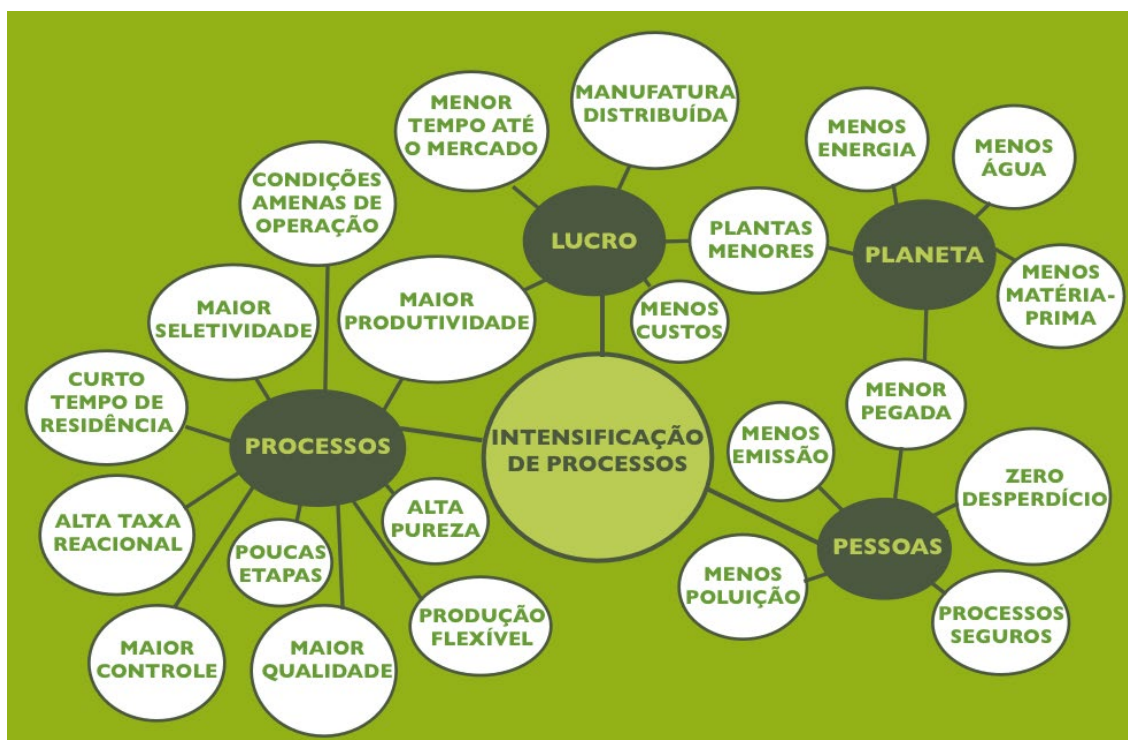 MENOR
TEMPO ATÉ
O MERCADO
MANUFATURA
DISTRIBUÍDA
MENOS
ENERGIA
MENOS
ÁGUA
CONDIÇÕES
AMENAS DE
OPERAÇÃO
LUCRO
PLANTAS
MENORES
PLANETA
MENOS
MATÉRIA-
PRIMA
MAIOR
SELETIVIDADE
MAIOR
PRODUTIVIDADE
MENOS
CUSTOS
CURTO
TEMPO DE
RESIDÊNCIA
MENOR
PEGADA
PROCESSOS
INTENSIFICAÇÃO
DE PROCESSOS
MENOS
EMISSÃO
ZERO
DESPERDÍCIO
ALTA TAXA
REACIONAL
POUCAS
ETAPAS
ALTA
PUREZA
PESSOAS
MENOS
POLUIÇÃO
PROCESSOS
SEGUROS
MAIOR
CONTROLE
MAIOR
QUALIDADE
PRODUÇÃO
FLEXÍVEL